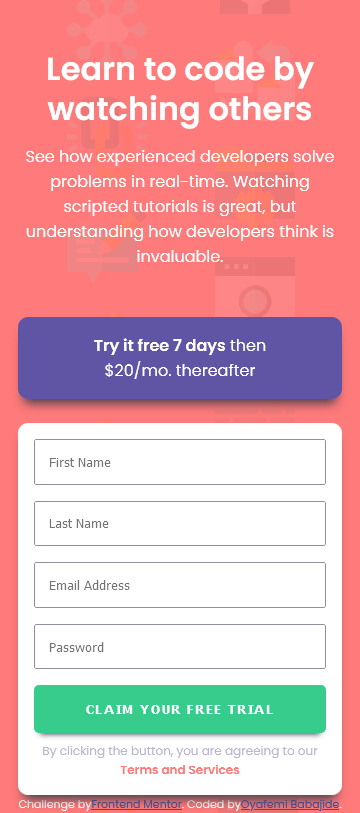 Learn to code by
watching others
See how experienced developers solve
problems in real-time. Watching
scripted tutorials is great, but
understanding how developers think is
invaluable.
Try it free 7 days then
$20/mo. thereafter
First Name
Last Name
Email Address
Password
CLAIM YOUR FREE TRIAL
By clicking the button, you are agreeing to our
Terms and Services
Challenge by Frontend Mentor. Coded by Oyafemi Babajide.